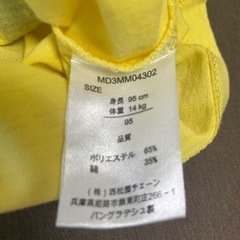 MD3MM04302
SIZE
身長 95 cm
体重 14 kg
95
品質
ポリエステル 65%
綿 35%
(株)西松屋チェーン
兵庫県姫路市飾東町庄266-1
バングラデシュ製